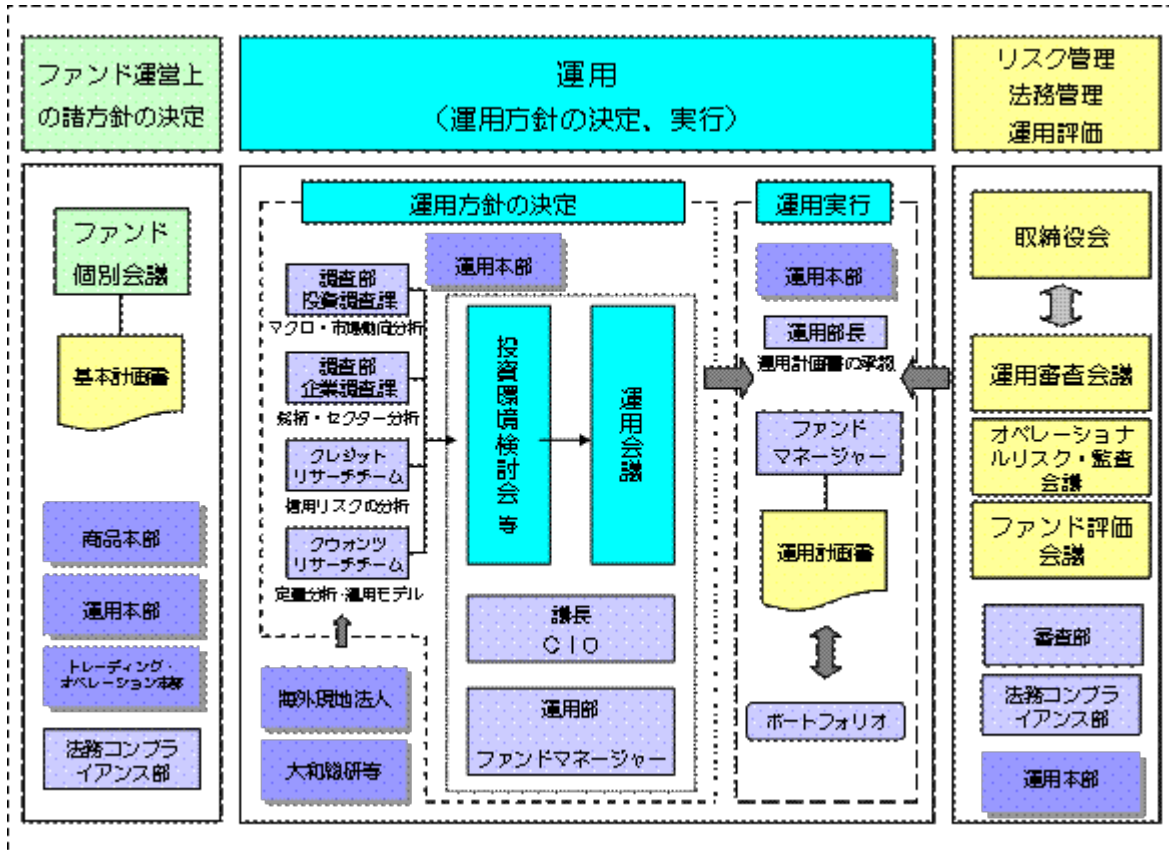 ファンド運営上
の諸方針の決定
運用
(運用方針の決定、実行)
リスク管理
法務管理
運用評価
ファンド
個別会議
基本計画書
商品本部
運用本部
トレーディング・
オペレーション本部
法務コンプラ
イアンス部
運用方針の決定
運用本部
調査部
投資調査課
マクロ・市場動向分析
調査部
企業調査課
銘柄・セクター分析
クレジット
リサーチチーム
信用リスクの分析
クウォンツ
リサーチチーム
定量分析・運用モデル
海外現地法人
大和総研等
投資環境検討会 等
運用会議
議長
CIO
運用部
ファンドマネージャー
運用実行
運用本部
運用部長
運用計画書の承認
ファンド
マネージャー
運用計画書
ポートフォリオ
取締役会
運用審査会議
オペレーショナ
ルリスク・監査
会議
ファンド評価
会議
審査部
法務コンプラ
イアンス部
運用本部